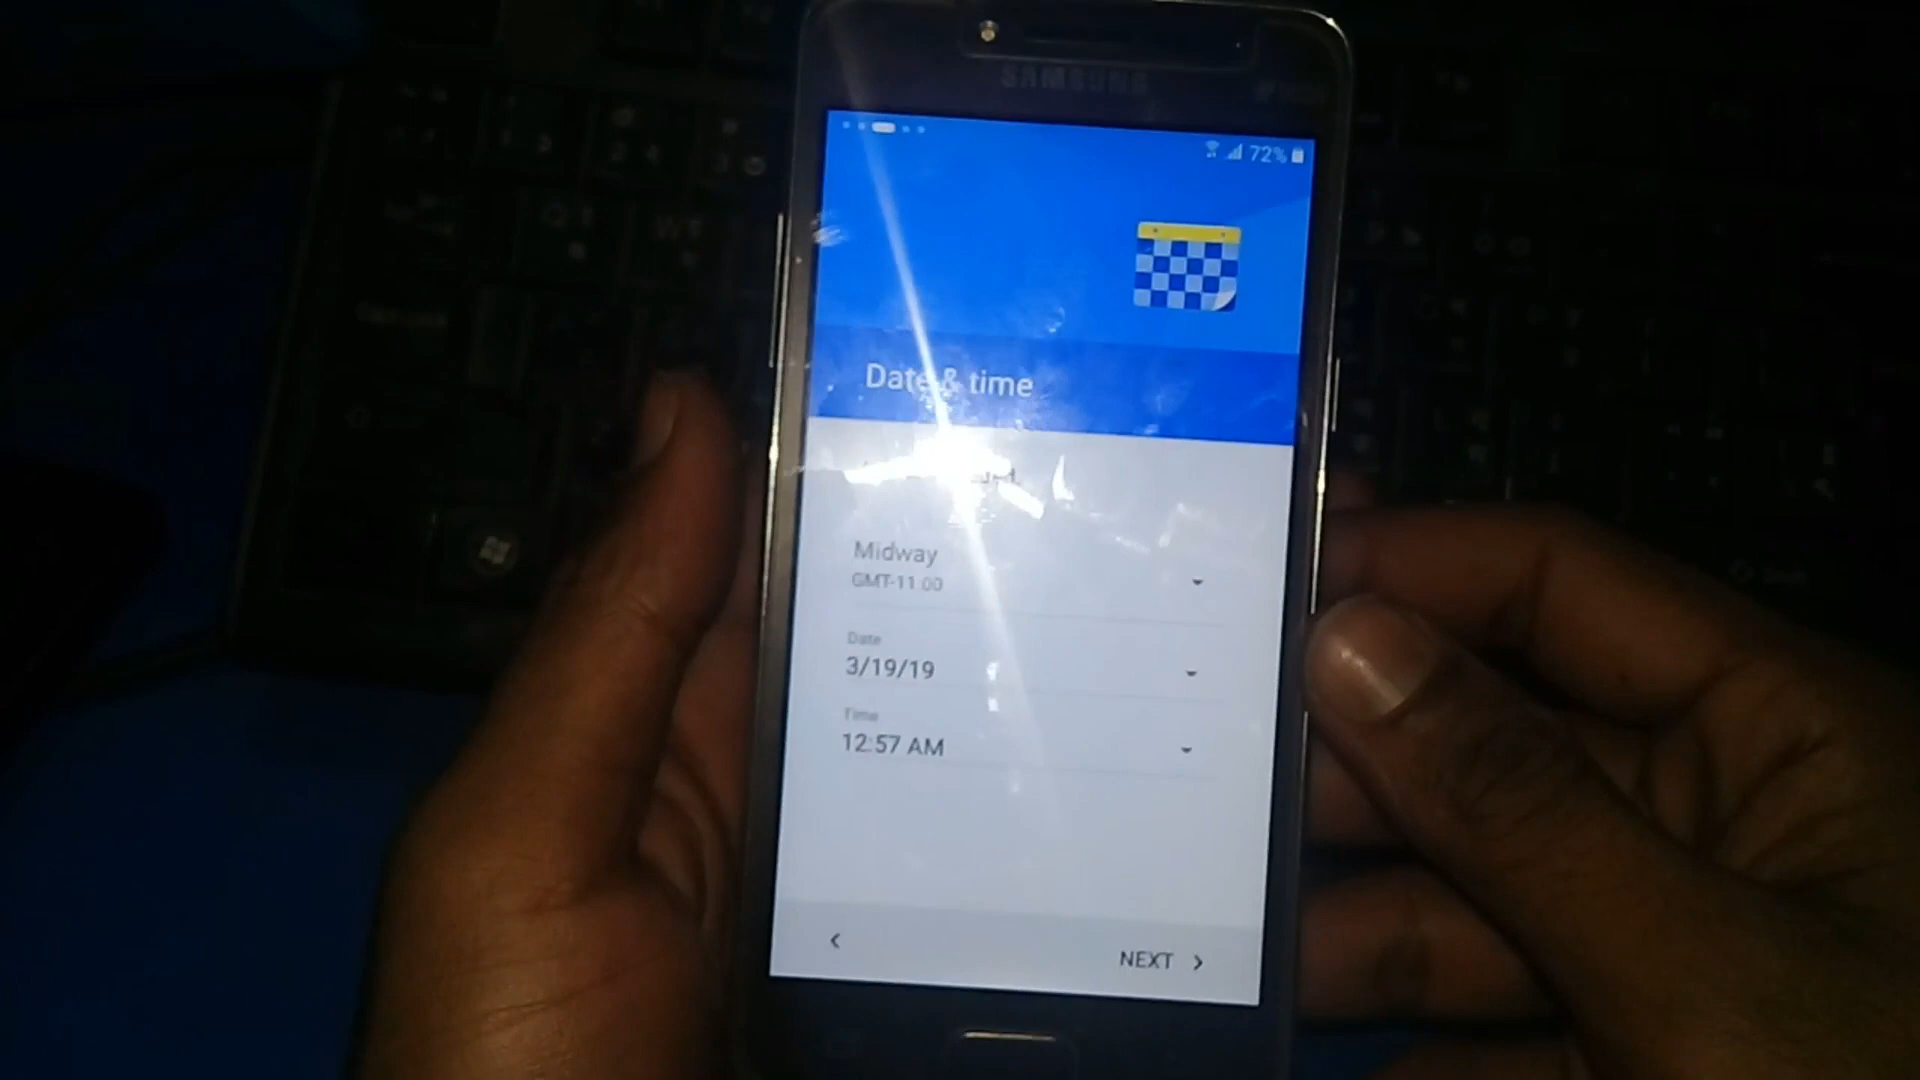 SAMSUNG
72%
Date & time
Midway
GMT-11:00
Date
3/19/19
Time
12:57 AM
NEXT